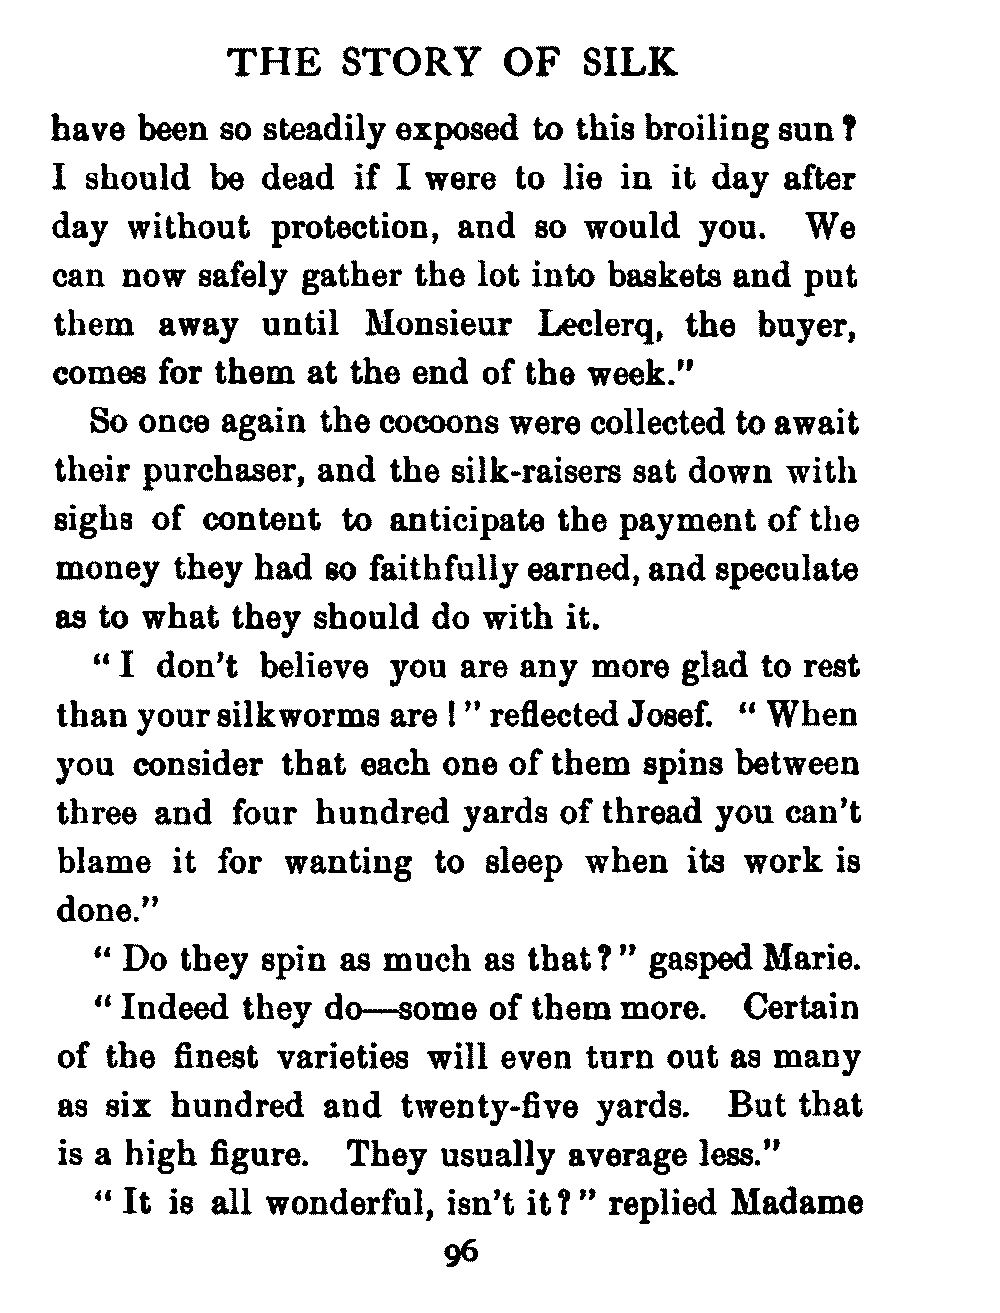 THE STORY OF SILK
have been so steadily exposed to this broiling sun?
I should be dead if I were to lie in it day after
day without protection, and so would you. We
can now safely gather the lot into baskets and put
them away until Monsieur Leclerq, the buyer,
comes for them at the end of the week."
So once again the cocoons were collected to await
their purchaser, and the silk-raisers sat down with
sighs of content to anticipate the payment of the
money they had so faithfully earned, and speculate
as to what they should do with it.
"I don't believe you are any more glad to rest
than your silkworms are!" reflected Josef. "When
you consider that each one of them spins between
three and four hundred yards of thread you can't
blame it for wanting to sleep when its work is
done."
"Do they spin as much as that?" gasped Marie.
"Indeed they do—some of them more. Certain
of the finest varieties will even turn out as many
as six hundred and twenty-five yards. But that
is a high figure. They usually average less."
"It is all wonderful, isn't it?" replied Madame
96